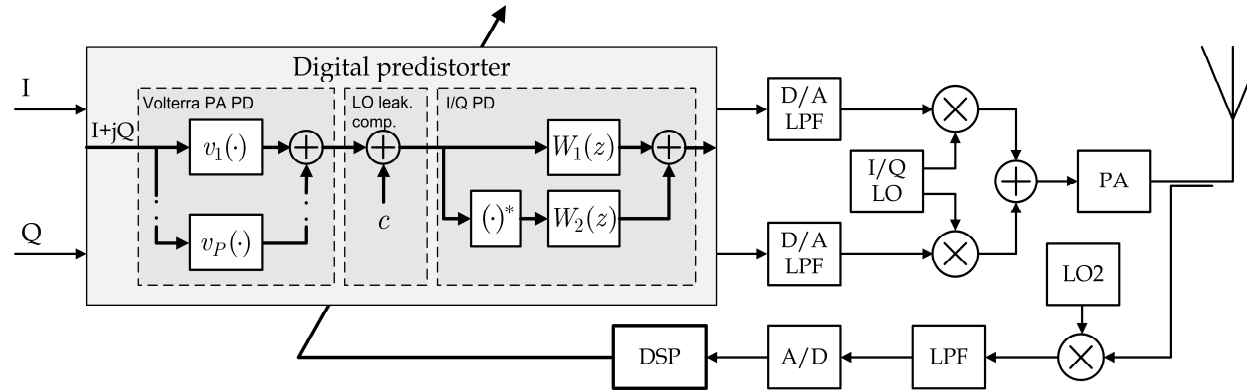 Digital predistorter
Volterra PA PD
LO leak.
comp.
I/Q PD
I
I+jQ
v₁(·)
W₁(z)
c
(·)*
W₂(z)
Q
v_P(·)
D/A
LPF
I/Q
LO
PA
D/A
LPF
LO2
DSP
A/D
LPF